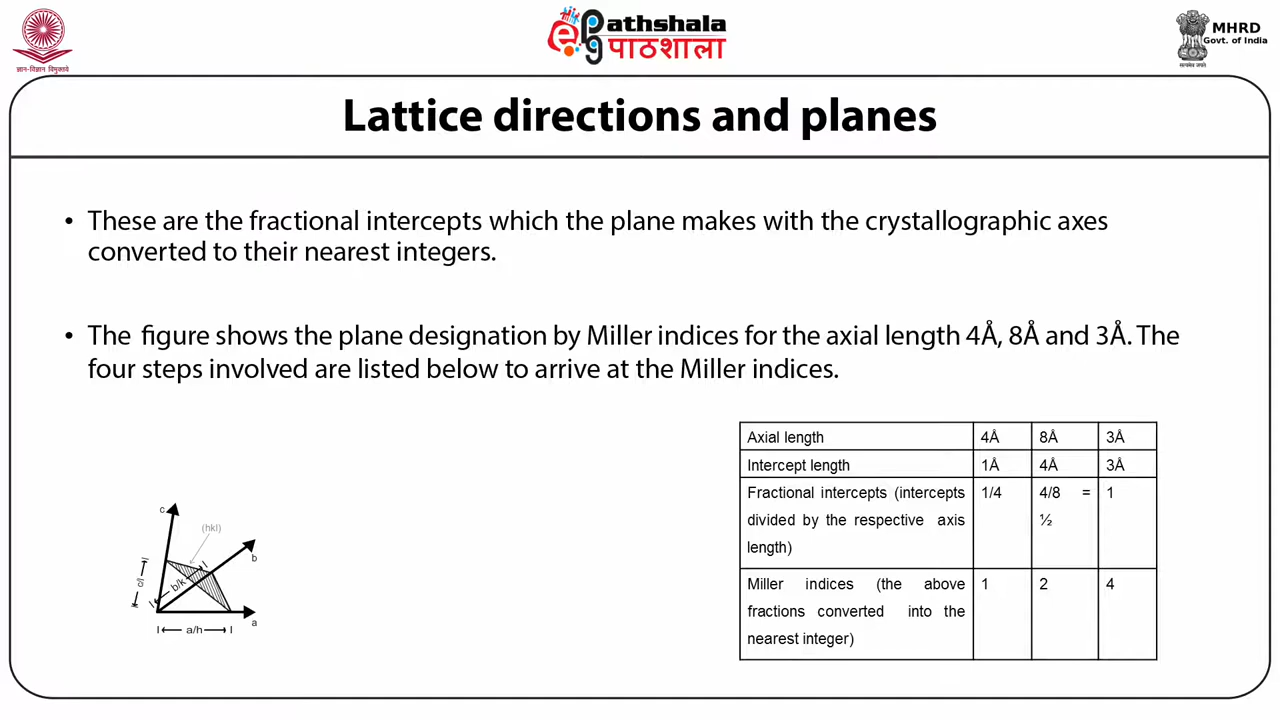 ज्ञान-विज्ञान विमुक्तये
epathshala
पाठशाला
MHRD
Govt. of India
सत्यमेव जयते
Lattice directions and planes
• These are the fractional intercepts which the plane makes with the crystallographic axes
converted to their nearest integers.
• The figure shows the plane designation by Miller indices for the axial length 4Å, 8Å and 3Å. The
four steps involved are listed below to arrive at the Miller indices.
Axial length 4Å 8Å 3Å
Intercept length 1Å 4Å 3Å
Fractional intercepts (intercepts 1/4 4/8 = 1
divided by the respective axis ½
length)
Miller indices (the above 1 2 4
fractions converted into the
nearest integer)
c
(hkl)
b
c/l
b/k
a
a/h